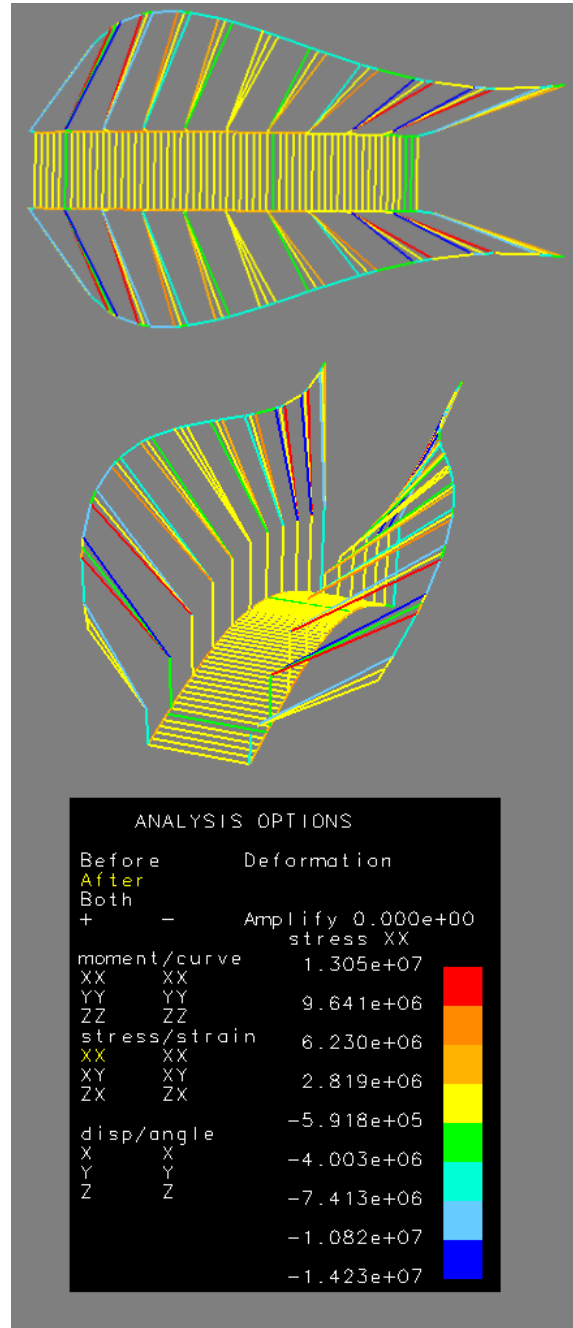 ANALYSIS OPTIONS
Before Deformation
After
Both
+ - Amplify 0.000e+00
stress XX
moment/curve 1.305e+07
XX XX
YY YY 9.641e+06
ZZ ZZ
stress/strain 6.230e+06
XX XX
XY XY 2.819e+06
ZX ZX
-5.918e+05
disp/angle
X X -4.003e+06
Y Y
Z Z -7.413e+06
-1.082e+07
-1.423e+07